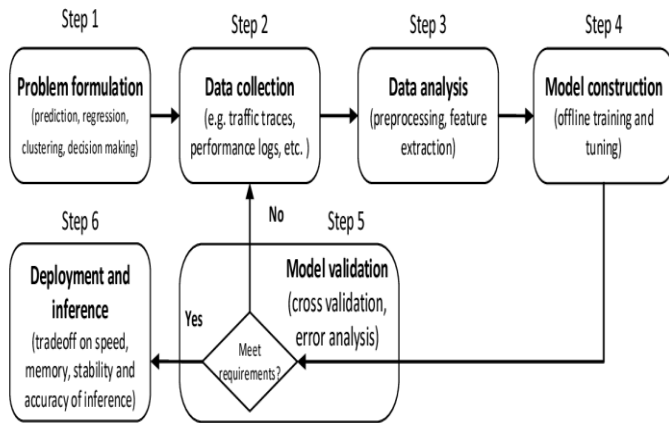 Step 1
Problem formulation
(prediction, regression,
clustering, decision making)
Step 2
Data collection
(e.g. traffic traces,
performance logs, etc. )
Step 3
Data analysis
(preprocessing, feature
extraction)
Step 4
Model construction
(offline training and
tuning)
No
Step 5
Model validation
(cross validation,
error analysis)
Meet
requirements?
Yes
Step 6
Deployment and
inference
(tradeoff on speed,
memory, stability and
accuracy of inference)